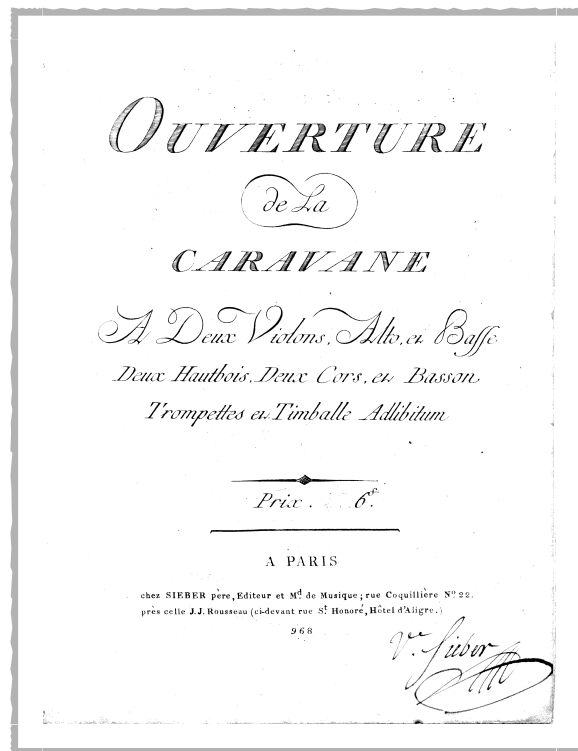 OUVERTURE
de La
CARAVANE
A Deux Violons, Alto, et Basse
Deux Hautbois, Deux Cors, et Basson
Trompettes et Timballe Adlibitum
Prix. 6.
A PARIS
chez SIEBER père, Editeur et Md. de Musique; rue Coquillière No. 22.
près celle J.J. Rousseau (ci-devant rue St. Honoré, Hôtel d'Aligre.)
968
Ve. Sieber